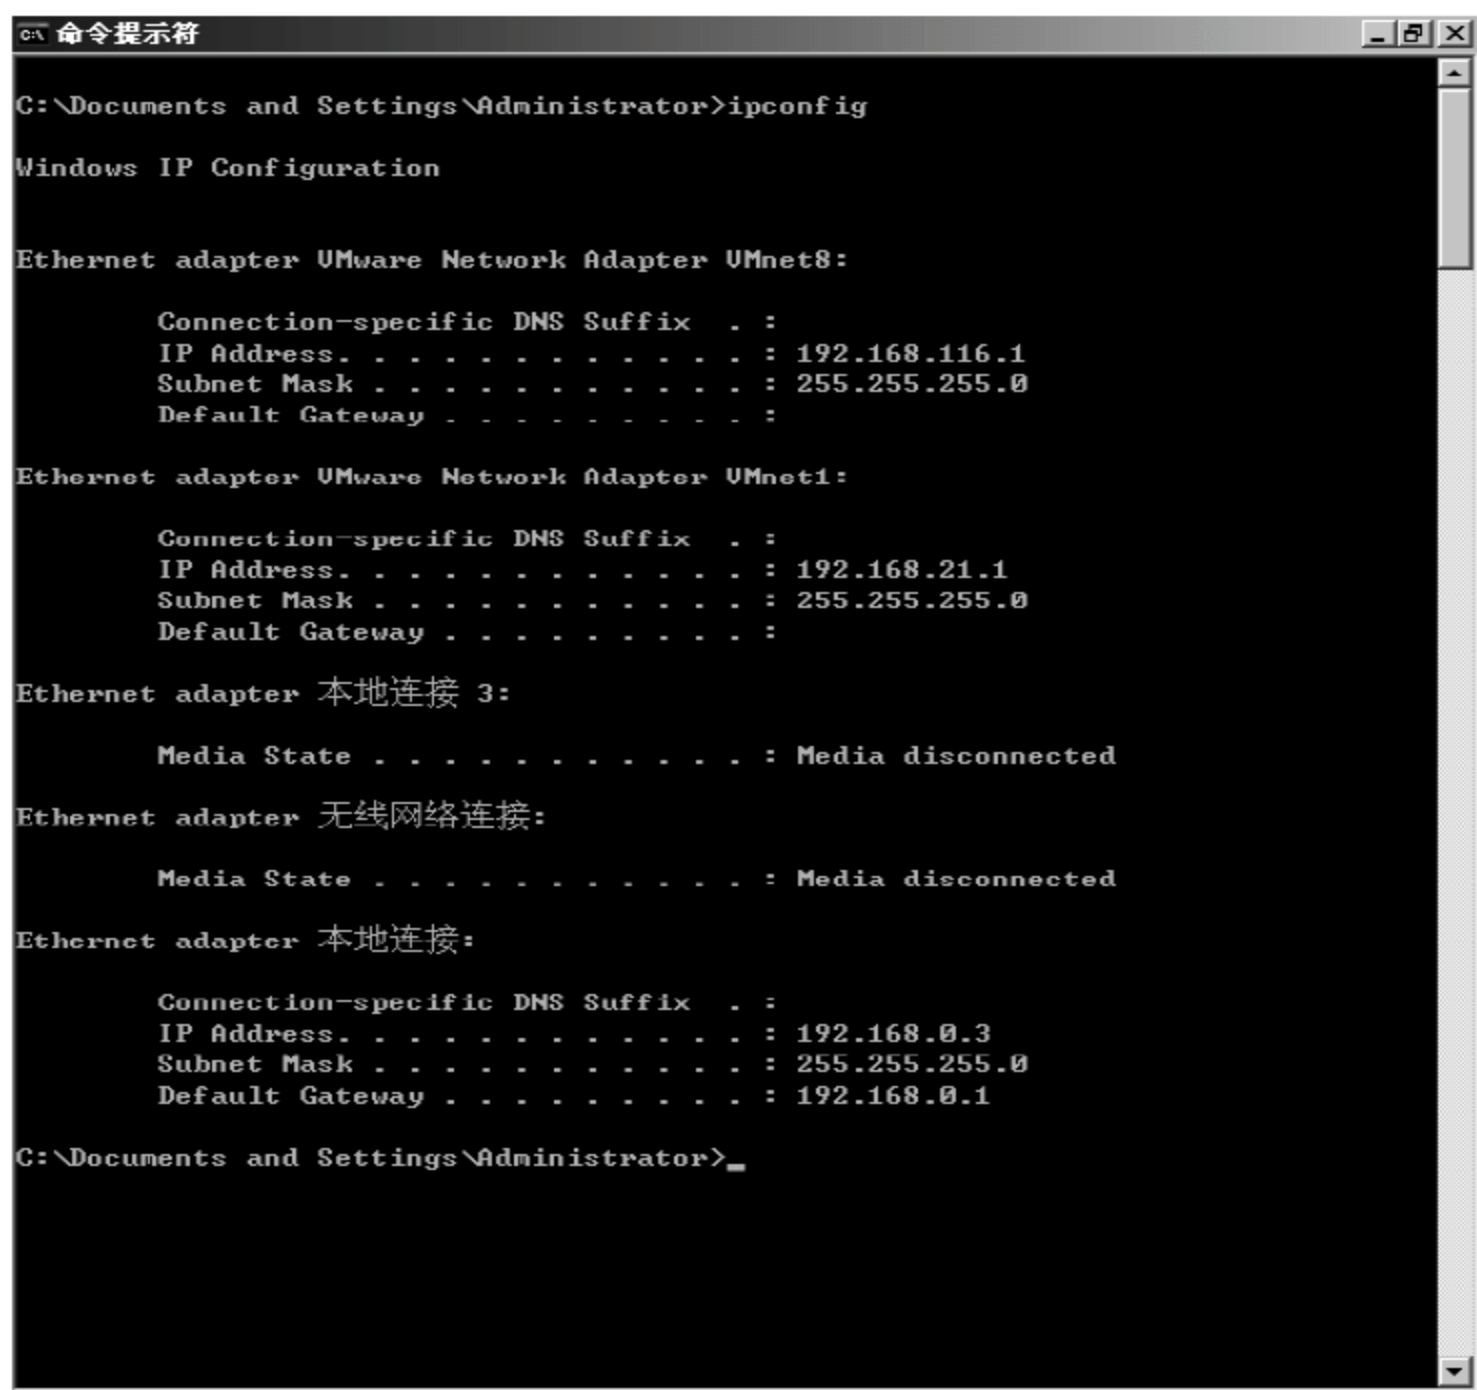 命令提示符
C:\Documents and Settings\Administrator>ipconfig
Windows IP Configuration
Ethernet adapter VMware Network Adapter VMnet8:
Connection-specific DNS Suffix  . :
IP Address. . . . . . . . . . . . : 192.168.116.1
Subnet Mask . . . . . . . . . . . : 255.255.255.0
Default Gateway . . . . . . . . . :
Ethernet adapter VMware Network Adapter VMnet1:
Connection-specific DNS Suffix  . :
IP Address. . . . . . . . . . . . : 192.168.21.1
Subnet Mask . . . . . . . . . . . : 255.255.255.0
Default Gateway . . . . . . . . . :
Ethernet adapter 本地连接 3:
Media State . . . . . . . . . . . : Media disconnected
Ethernet adapter 无线网络连接:
Media State . . . . . . . . . . . : Media disconnected
Ethernet adapter 本地连接:
Connection-specific DNS Suffix  . :
IP Address. . . . . . . . . . . . : 192.168.0.3
Subnet Mask . . . . . . . . . . . : 255.255.255.0
Default Gateway . . . . . . . . . : 192.168.0.1
C:\Documents and Settings\Administrator>_